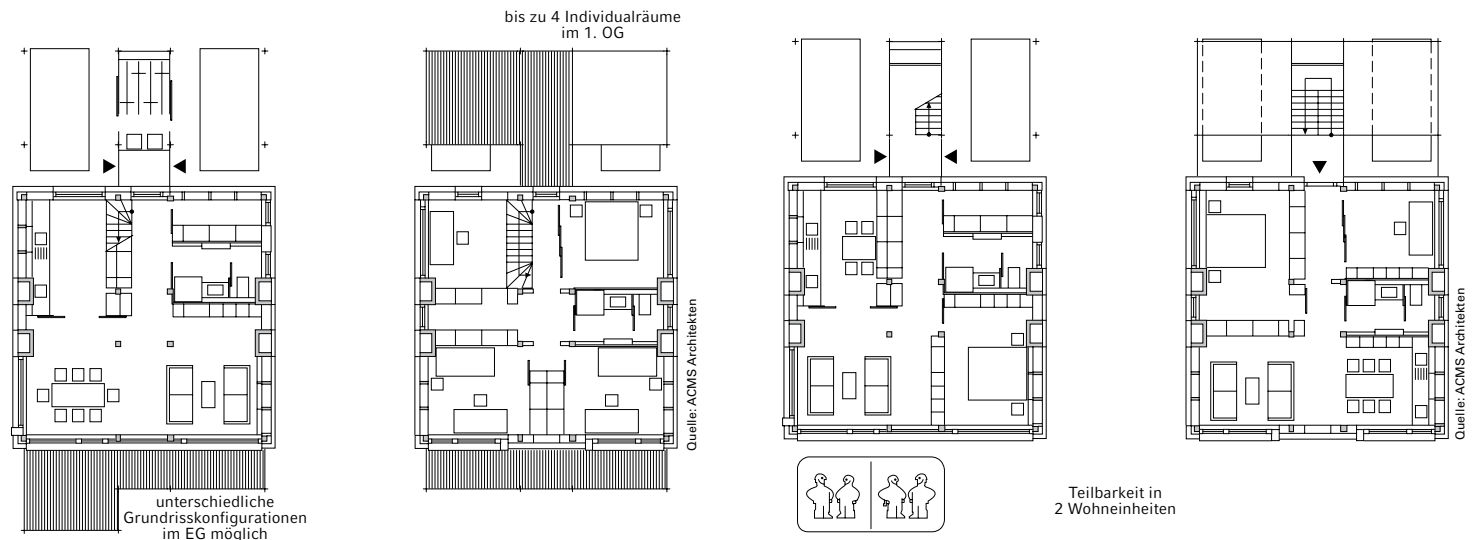 bis zu 4 Individualräume
im 1. OG
unterschiedliche
Grundrisskonfigurationen
im EG möglich
Quelle: ACMS Architekten
Teilbarkeit in
2 Wohneinheiten
Quelle: ACMS Architekten